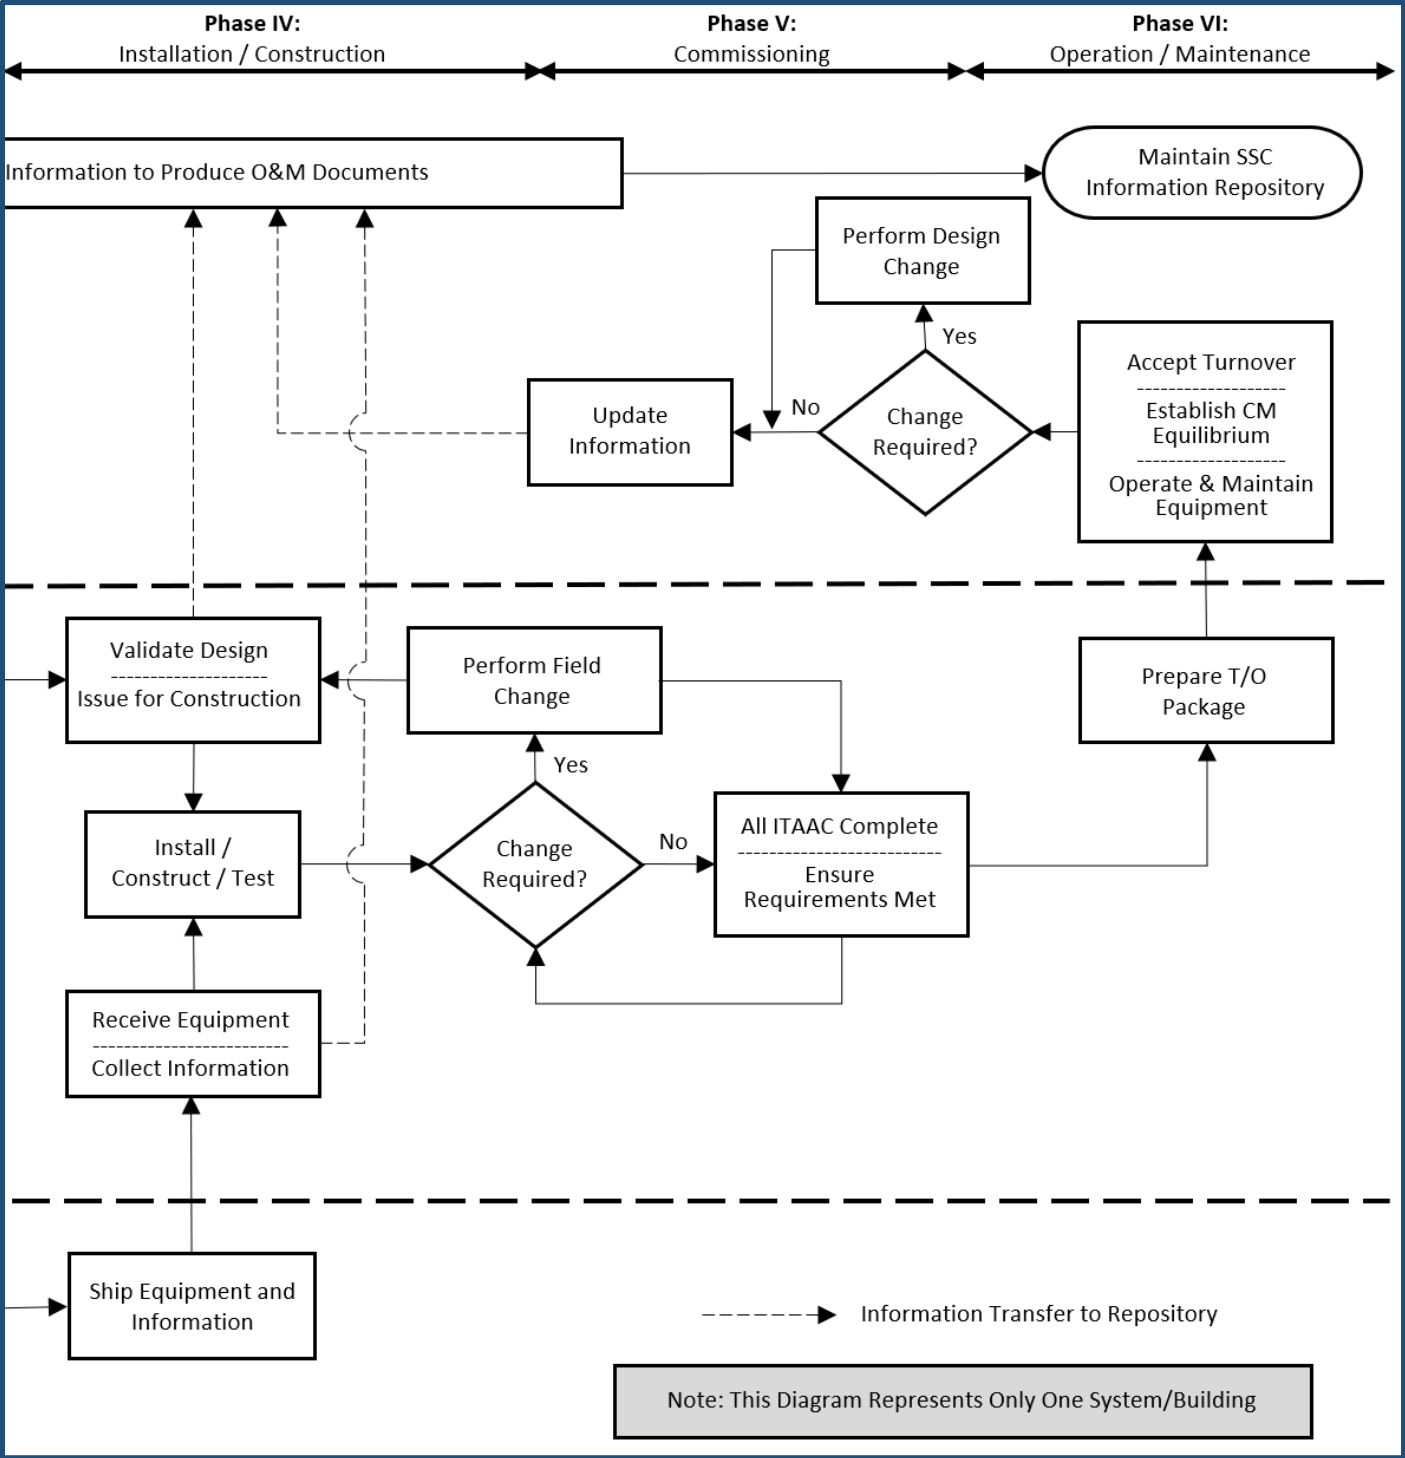 Phase IV:
Installation / Construction
Phase V:
Commissioning
Phase VI:
Operation / Maintenance
Information to Produce O&M Documents
Maintain SSC
Information Repository
Perform Design
Change
Yes
Accept Turnover
Establish CM
Equilibrium
Operate & Maintain
Equipment
No
Change
Required?
Update
Information
Validate Design
Issue for Construction
Perform Field
Change
Prepare T/O
Package
Yes
Install /
Construct / Test
Change
Required?
No
All ITAAC Complete
Ensure
Requirements Met
Receive Equipment
Collect Information
Ship Equipment and
Information
Information Transfer to Repository
Note: This Diagram Represents Only One System/Building